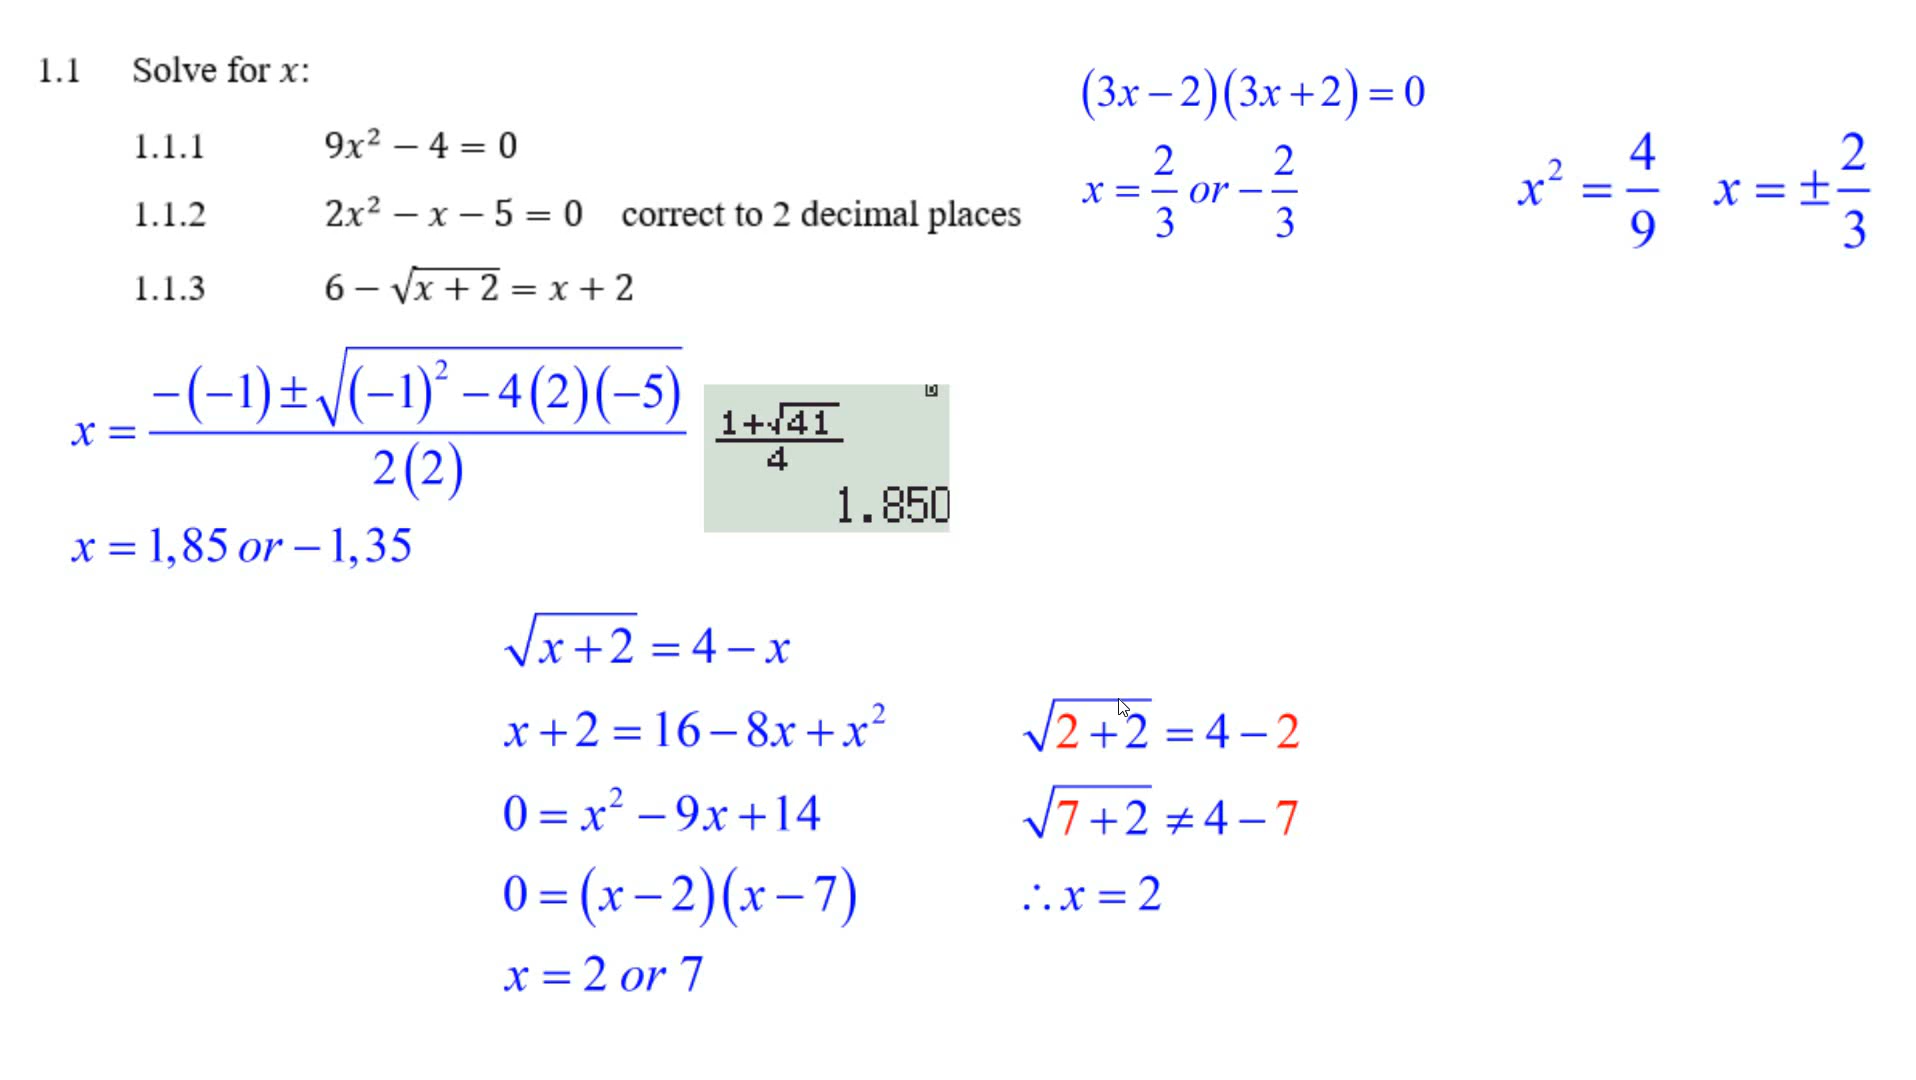 1.1 Solve for x:
1.1.1 9x² − 4 = 0
1.1.2 2x² − x − 5 = 0 correct to 2 decimal places
1.1.3 6 − √(x + 2) = x + 2
(3x − 2)(3x + 2) = 0
x = 2/3 or − 2/3
x² = 4/9 x = ± 2/3
x = (−(−1) ± √((−1)² − 4(2)(−5))) / 2(2)
x = 1,85 or − 1,35
(1+√41)/4
1.850
√(x + 2) = 4 − x
x + 2 = 16 − 8x + x²
0 = x² − 9x + 14
0 = (x − 2)(x − 7)
x = 2 or 7
√(2 + 2) = 4 − 2
√(7 + 2) ≠ 4 − 7
∴ x = 2